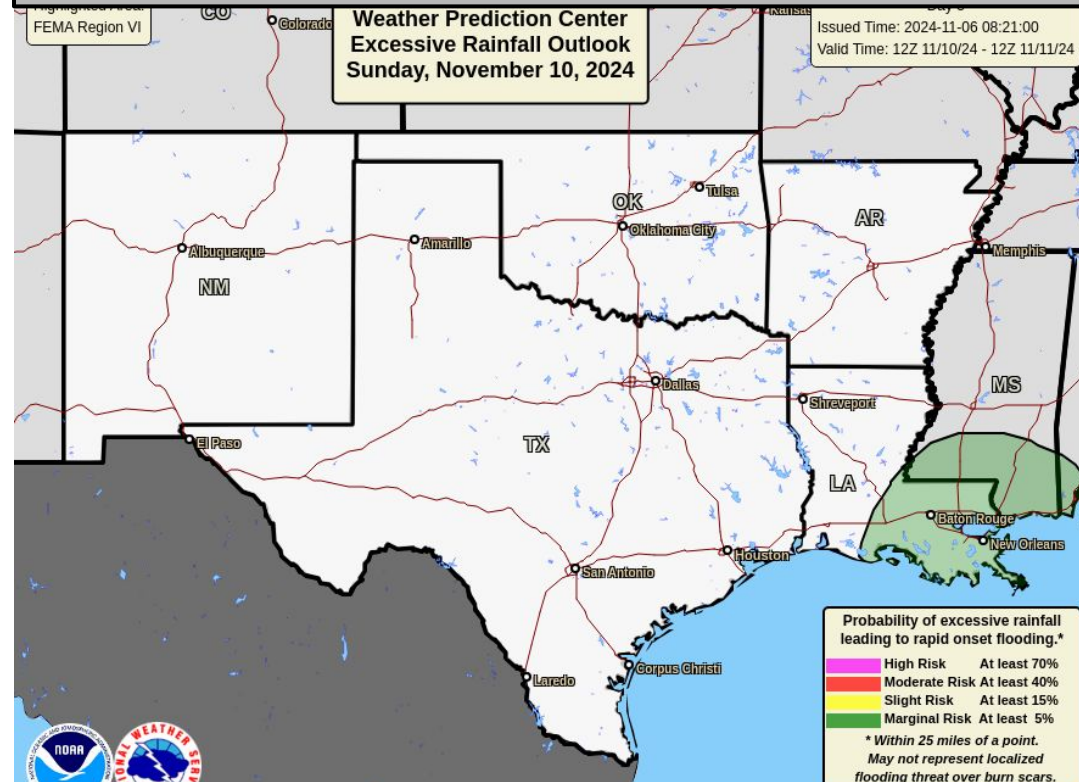 FEMA Region VI
Weather Prediction Center
Excessive Rainfall Outlook
Sunday, November 10, 2024
Issued Time: 2024-11-06 08:21:00
Valid Time: 12Z 11/10/24 - 12Z 11/11/24
CO
Colorado
Kansas
Tulsa
OK
Oklahoma City
AR
Albuquerque
Amarillo
Memphis
NM
Dallas
MS
Shreveport
El Paso
TX
LA
Baton Rouge
New Orleans
Houston
San Antonio
Corpus Christi
Laredo
Probability of excessive rainfall
leading to rapid onset flooding.*
High Risk At least 70%
Moderate Risk At least 40%
Slight Risk At least 15%
Marginal Risk At least 5%
* Within 25 miles of a point.
May not represent localized
flooding threat over burn scars.
NOAA